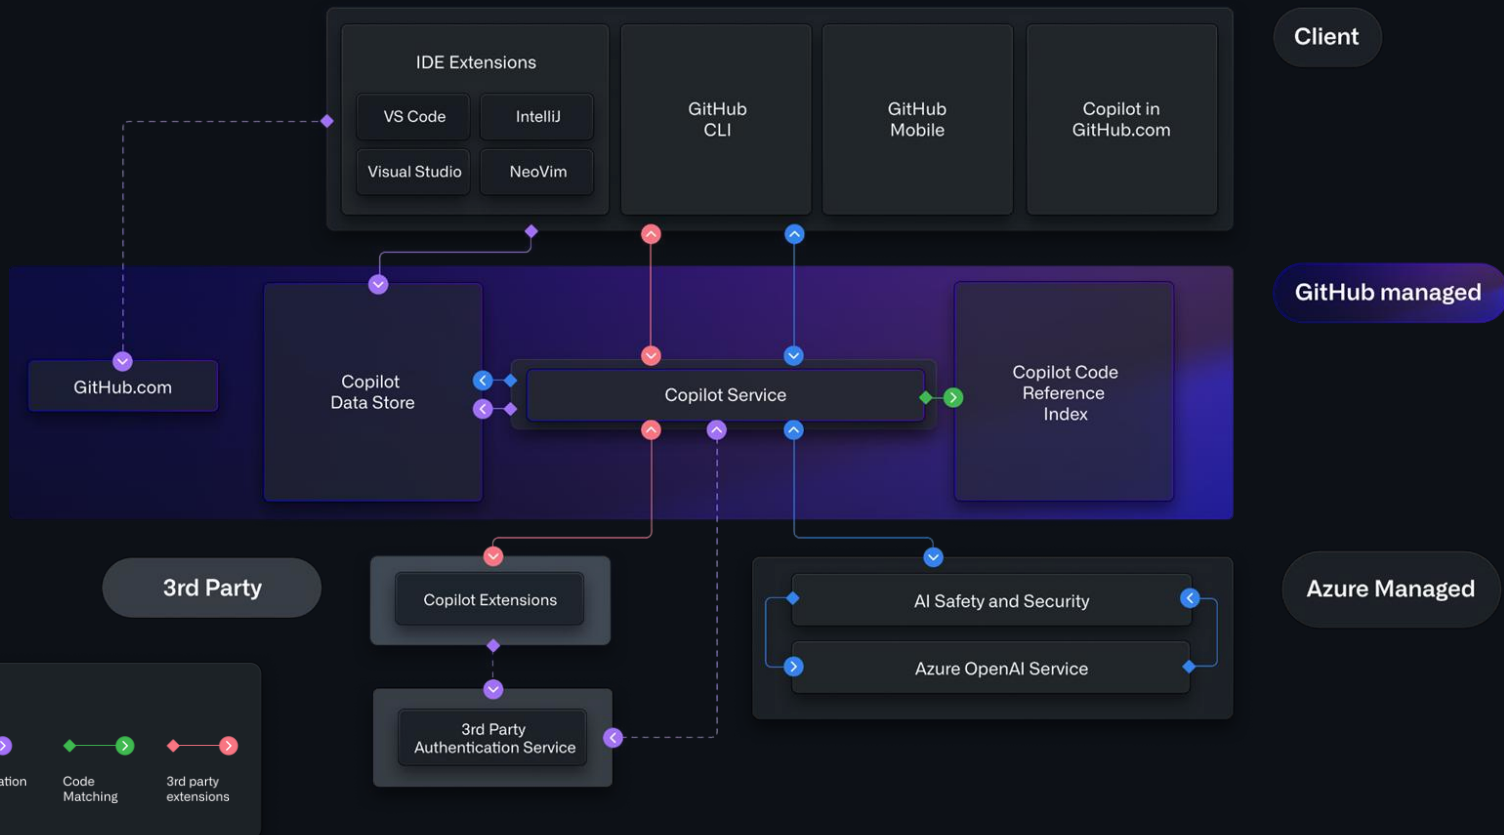 Client
IDE Extensions
VS Code
IntelliJ
Visual Studio
NeoVim
GitHub
CLI
GitHub
Mobile
Copilot in
GitHub.com
GitHub managed
GitHub.com
Copilot
Data Store
Copilot Service
Copilot Code
Reference
Index
3rd Party
Copilot Extensions
3rd Party
Authentication Service
Azure Managed
AI Safety and Security
Azure OpenAI Service
ation
Code
Matching
3rd party
extensions